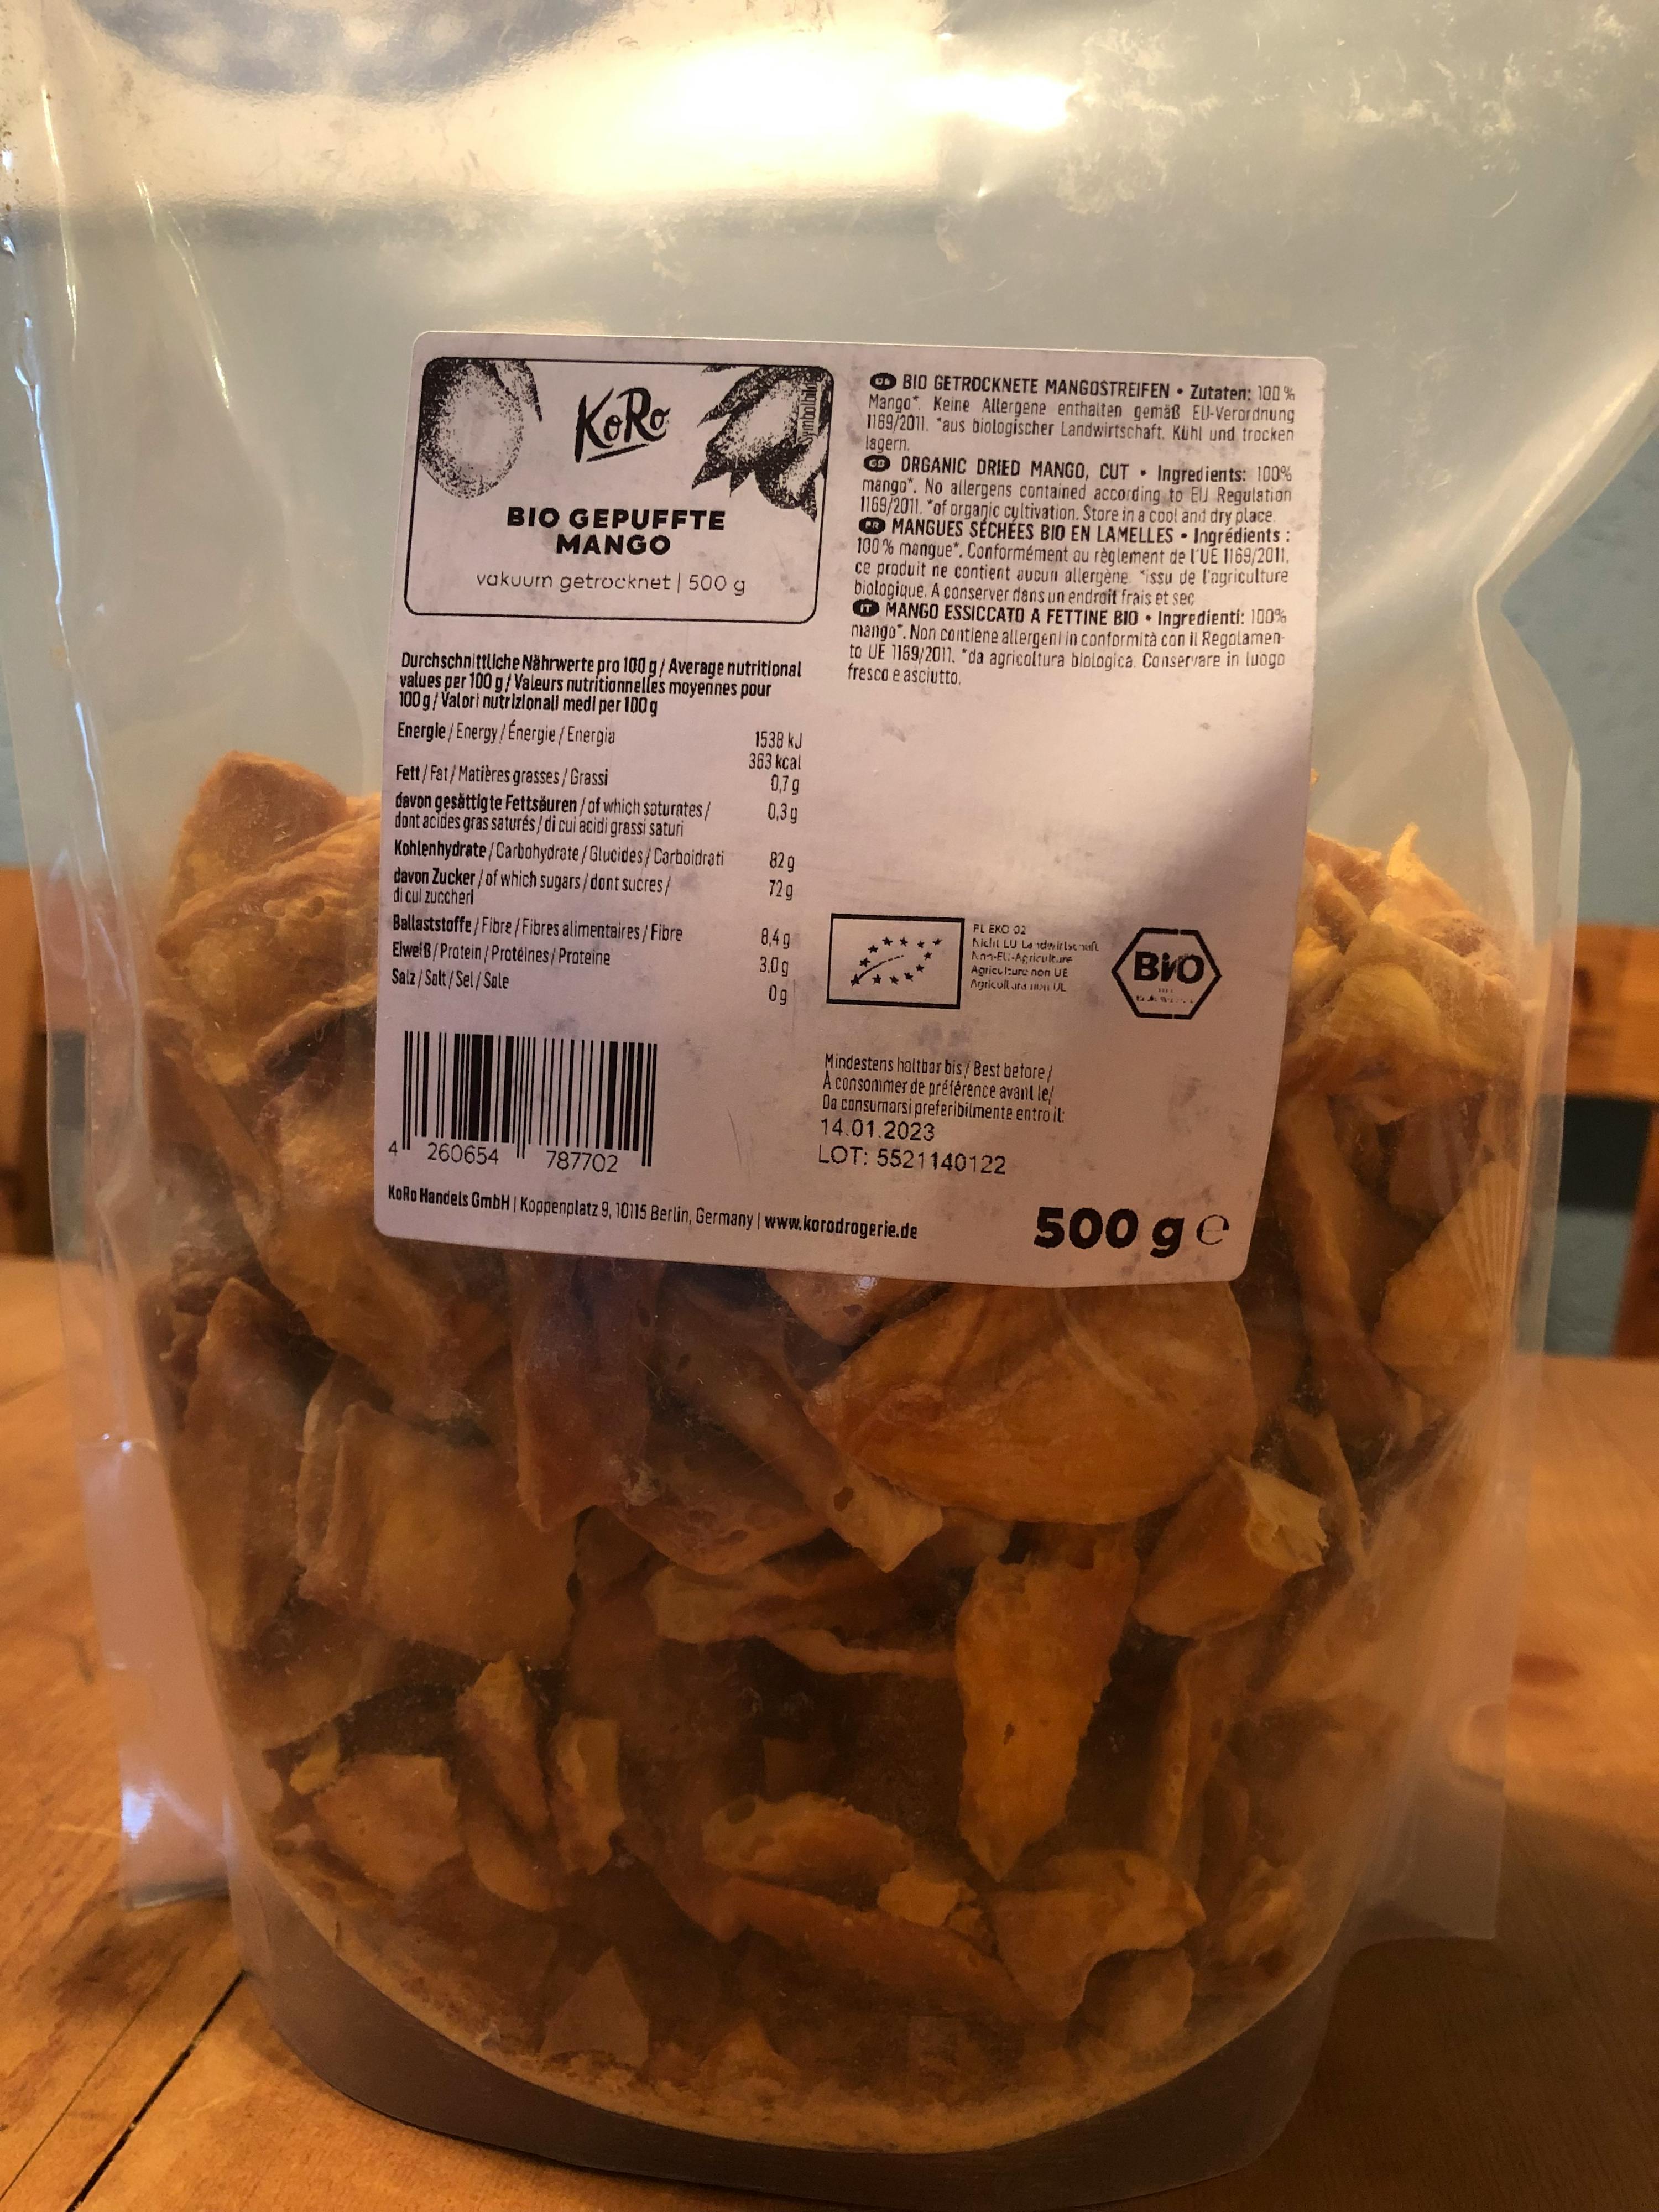 KoRo
Symbolbild
BIO GEPUFFTE
MANGO
vakuum getrocknet | 500 g
Durchschnittliche Nährwerte pro 100 g / Average nutritional
values per 100 g / Valeurs nutritionnelles moyennes pour
100 g / Valori nutrizionali medi per 100 g
Energie / Energy / Énergie / Energia 1538 kJ
363 kcal
Fett / Fat / Matières grasses / Grassi 0,7 g
davon gesättigte Fettsäuren / of which saturates / 0,3 g
dont acides gras saturés / di cui acidi grassi saturi
Kohlenhydrate / Carbohydrate / Glucides / Carboidrati 82 g
davon Zucker / of which sugars / dont sucres / 72 g
di cui zuccheri
Ballaststoffe / Fibre / Fibres alimentaires / Fibre 8,4 g
Eiweiß / Protein / Protéines / Proteine 3,0 g
Salz / Salt / Sel / Sale 0 g
4 260654 787702
KoRo Handels GmbH | Koppenplatz 9, 10115 Berlin, Germany | www.korodrogerie.de
BIO GETROCKNETE MANGOSTREIFEN • Zutaten: 100 %
Mango*. Keine Allergene enthalten gemäß EU-Verordnung
1169/2011. *aus biologischer Landwirtschaft. Kühl und trocken
lagern.
ORGANIC DRIED MANGO, CUT • Ingredients: 100%
mango*. No allergens contained according to EU Regulation
1169/2011. *of organic cultivation. Store in a cool and dry place.
FR MANGUES SÉCHÉES BIO EN LAMELLES • Ingrédients :
100 % mangue*. Conformément au règlement de l'UE 1169/2011,
ce produit ne contient aucun allergène. *issu de l'agriculture
biologique. A conserver dans un endroit frais et sec
IT MANGO ESSICCATO A FETTINE BIO • Ingredienti: 100%
mango*. Non contiene allergeni in conformità con il Regolamen-
to UE 1169/2011. *da agricoltura biologica. Conservare in luogo
fresco e asciutto.
PL EKO 02
Nicht EU Landwirtschaft
Non-EU-Agriculture
Agriculture non UE
Agricoltura non UE
BIO
Mindestens haltbar bis / Best before /
À consommer de préférence avant le/
Da consumarsi preferibilmente entro il:
14.01.2023
LOT: 5521140122
500 g ℮